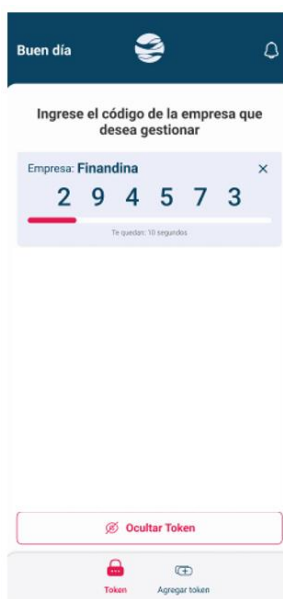 Buen día
Ingrese el código de la empresa que
desea gestionar
Empresa: Finandina
2 9 4 5 7 3
Te quedan: 10 segundos
Ocultar Token
Token
Agregar token